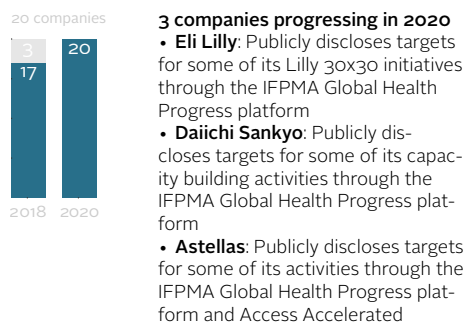 20 companies
3
17
20
2018 2020
3 companies progressing in 2020
• Eli Lilly: Publicly discloses targets
for some of its Lilly 30x30 initiatives
through the IFPMA Global Health
Progress platform
• Daiichi Sankyo: Publicly dis-
closes targets for some of its capac-
ity building activities through the
IFPMA Global Health Progress plat-
form
• Astellas: Publicly discloses targets
for some of its activities through the
IFPMA Global Health Progress plat-
form and Access Accelerated